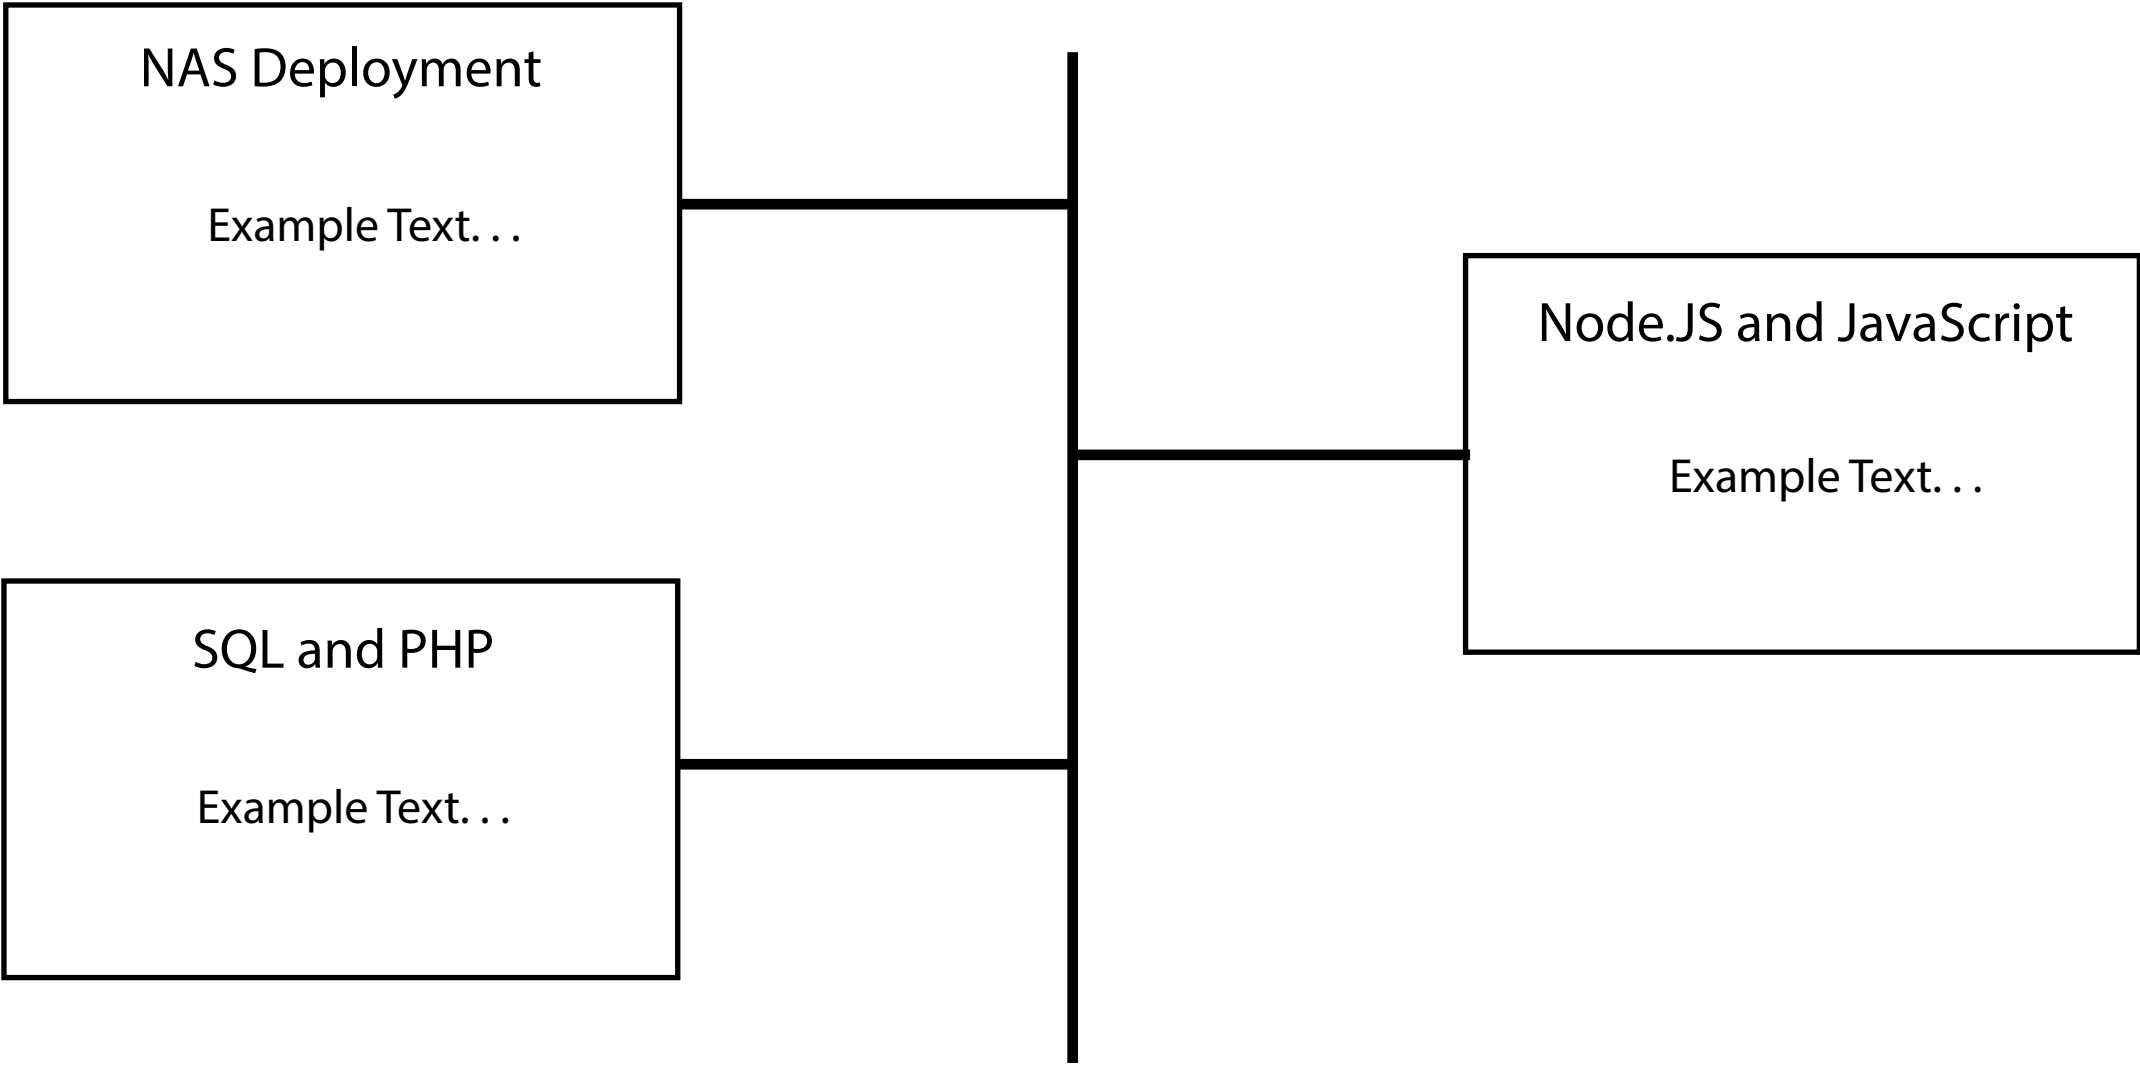 NAS Deployment
Example Text. . .
Node.JS and JavaScript
Example Text. . .
SQL and PHP
Example Text. . .